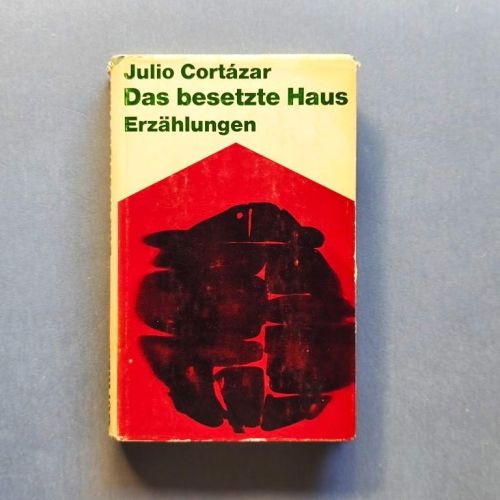 Julio Cortázar
Das besetzte Haus
Erzählungen